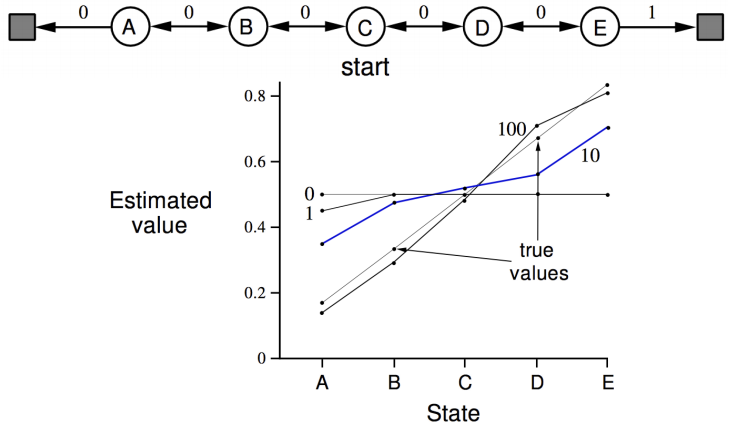 0 0 0 0 0 1
A B C D E
start
0.8
100
0.6
10
Estimated
value
0
1
0.4
true
values
0.2
0
A B C D E
State